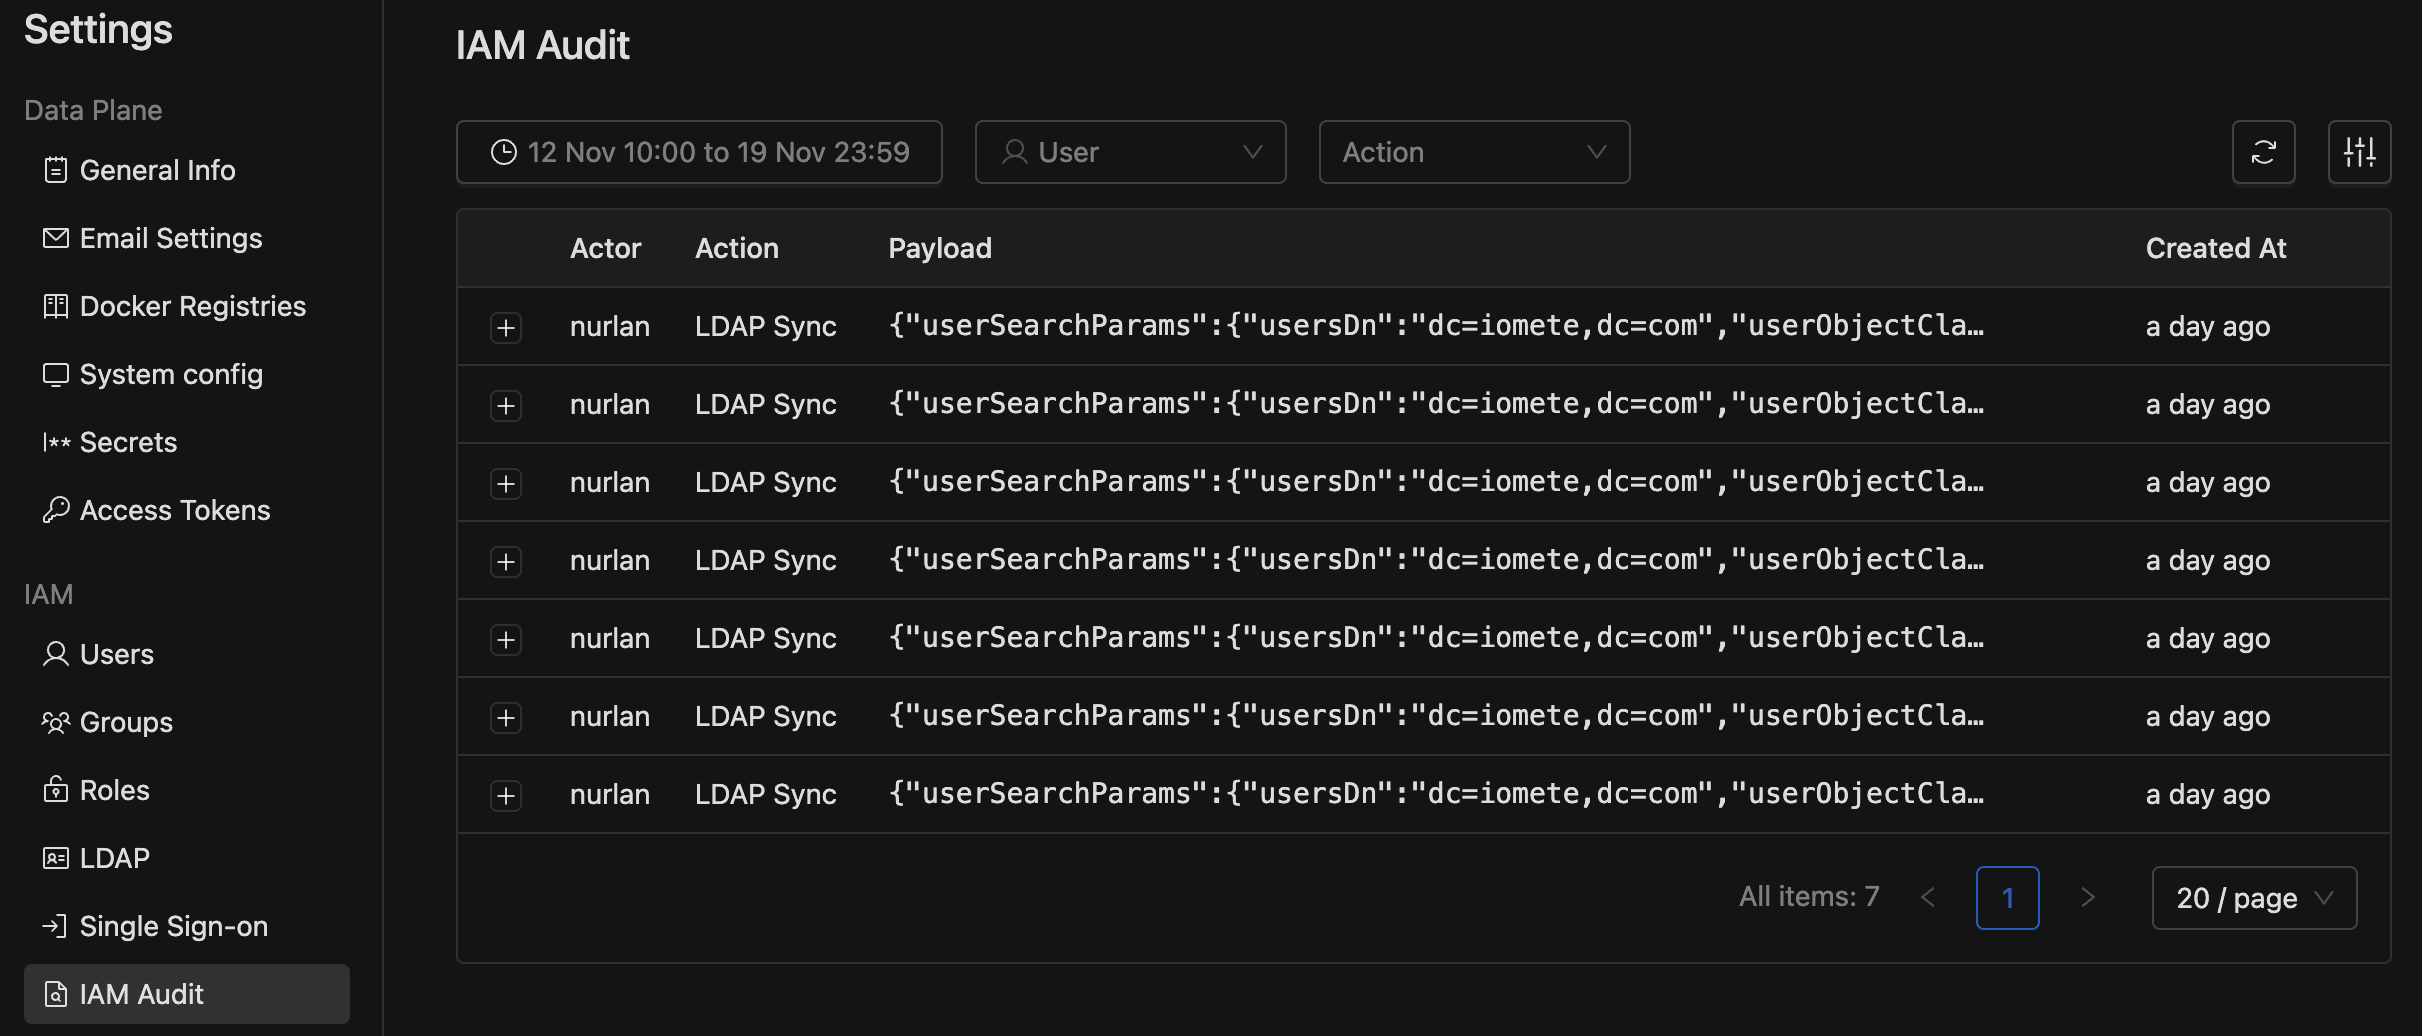 Settings
Data Plane
General Info
Email Settings
Docker Registries
System config
Secrets
Access Tokens
IAM
Users
Groups
Roles
LDAP
Single Sign-on
IAM Audit
IAM Audit
12 Nov 10:00 to 19 Nov 23:59 User Action
Actor Action Payload Created At
nurlan LDAP Sync {"userSearchParams":{"usersDn":"dc=iomete,dc=com","userObjectCla… a day ago
nurlan LDAP Sync {"userSearchParams":{"usersDn":"dc=iomete,dc=com","userObjectCla… a day ago
nurlan LDAP Sync {"userSearchParams":{"usersDn":"dc=iomete,dc=com","userObjectCla… a day ago
nurlan LDAP Sync {"userSearchParams":{"usersDn":"dc=iomete,dc=com","userObjectCla… a day ago
nurlan LDAP Sync {"userSearchParams":{"usersDn":"dc=iomete,dc=com","userObjectCla… a day ago
nurlan LDAP Sync {"userSearchParams":{"usersDn":"dc=iomete,dc=com","userObjectCla… a day ago
nurlan LDAP Sync {"userSearchParams":{"usersDn":"dc=iomete,dc=com","userObjectCla… a day ago
All items: 7 < 1 > 20 / page